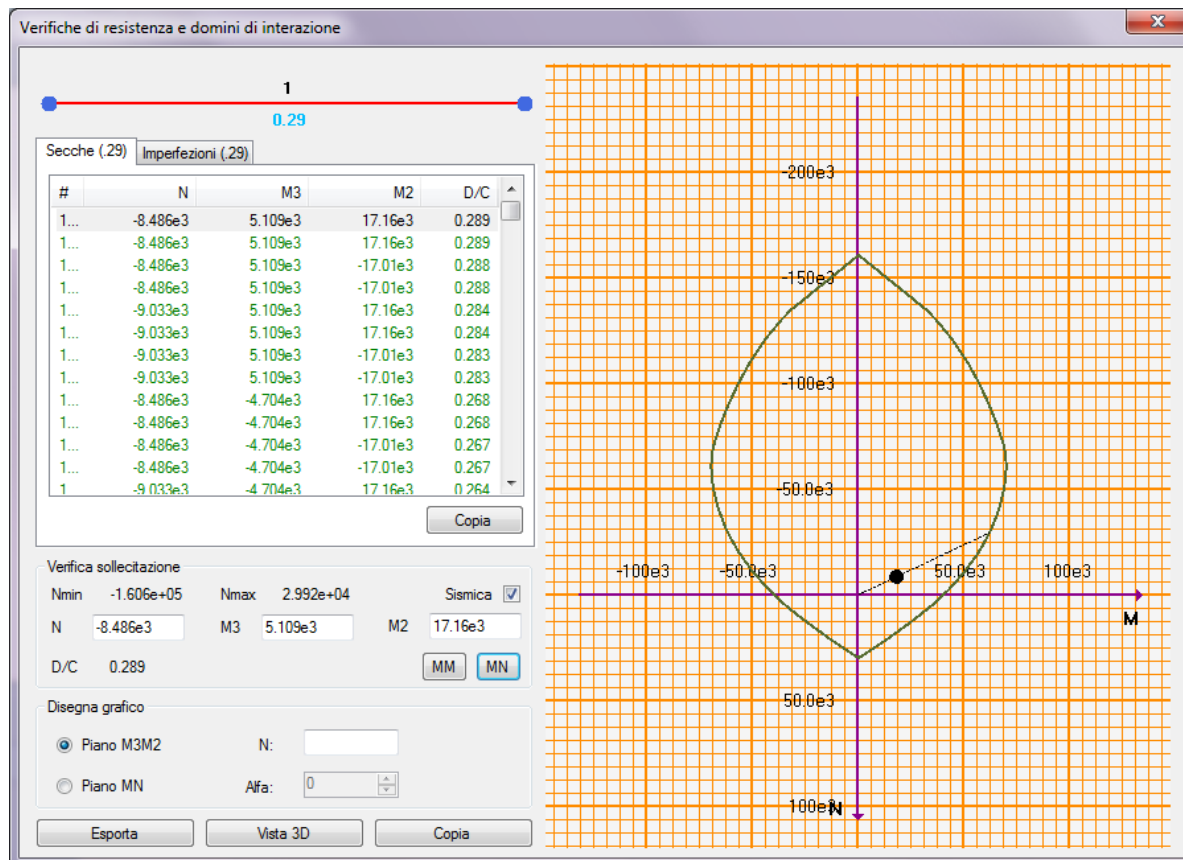 Verifiche di resistenza e domini di interazione
1
0.29
Secche (.29) Imperfezioni (.29)
# N M3 M2 D/C
1... -8.486e3 5.109e3 17.16e3 0.289
1... -8.486e3 5.109e3 17.16e3 0.289
1... -8.486e3 5.109e3 -17.01e3 0.288
1... -8.486e3 5.109e3 -17.01e3 0.288
1... -9.033e3 5.109e3 17.16e3 0.284
1... -9.033e3 5.109e3 17.16e3 0.284
1... -9.033e3 5.109e3 -17.01e3 0.283
1... -9.033e3 5.109e3 -17.01e3 0.283
1... -8.486e3 -4.704e3 17.16e3 0.268
1... -8.486e3 -4.704e3 17.16e3 0.268
1... -8.486e3 -4.704e3 -17.01e3 0.267
1... -8.486e3 -4.704e3 -17.01e3 0.267
1 -9.033e3 -4.704e3 17.16e3 0.264
Copia
Verifica sollecitazione
Nmin -1.606e+05 Nmax 2.992e+04 Sismica
N -8.486e3 M3 5.109e3 M2 17.16e3
D/C 0.289 MM MN
Disegna grafico
Piano M3M2 N:
Piano MN Alfa: 0
Esporta Vista 3D Copia
-200e3
-150e3
-100e3
-50.0e3
-100e3 -50.0e3 50.0e3 100e3
M
50.0e3
100e3 N